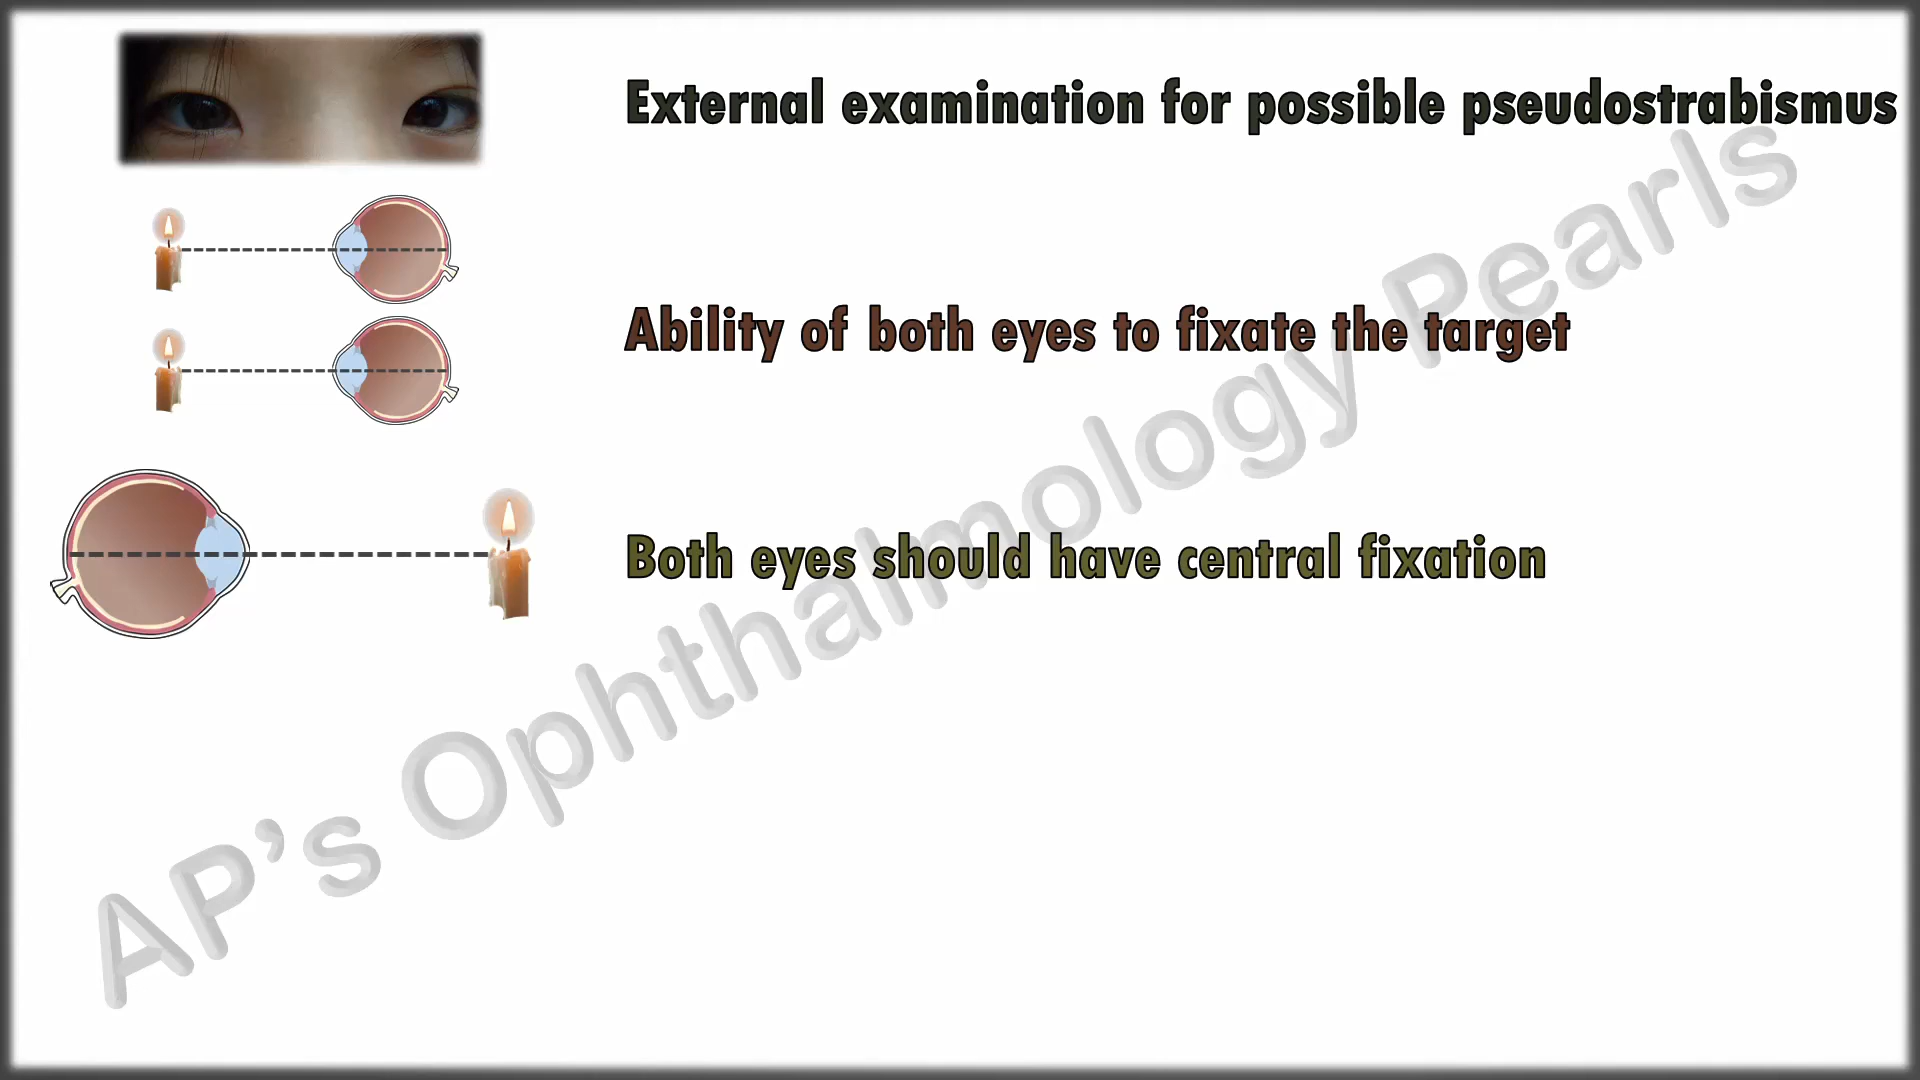 External examination for possible pseudostrabismus
Ability of both eyes to fixate the target
Both eyes should have central fixation
AP's Ophthalmology Pearls